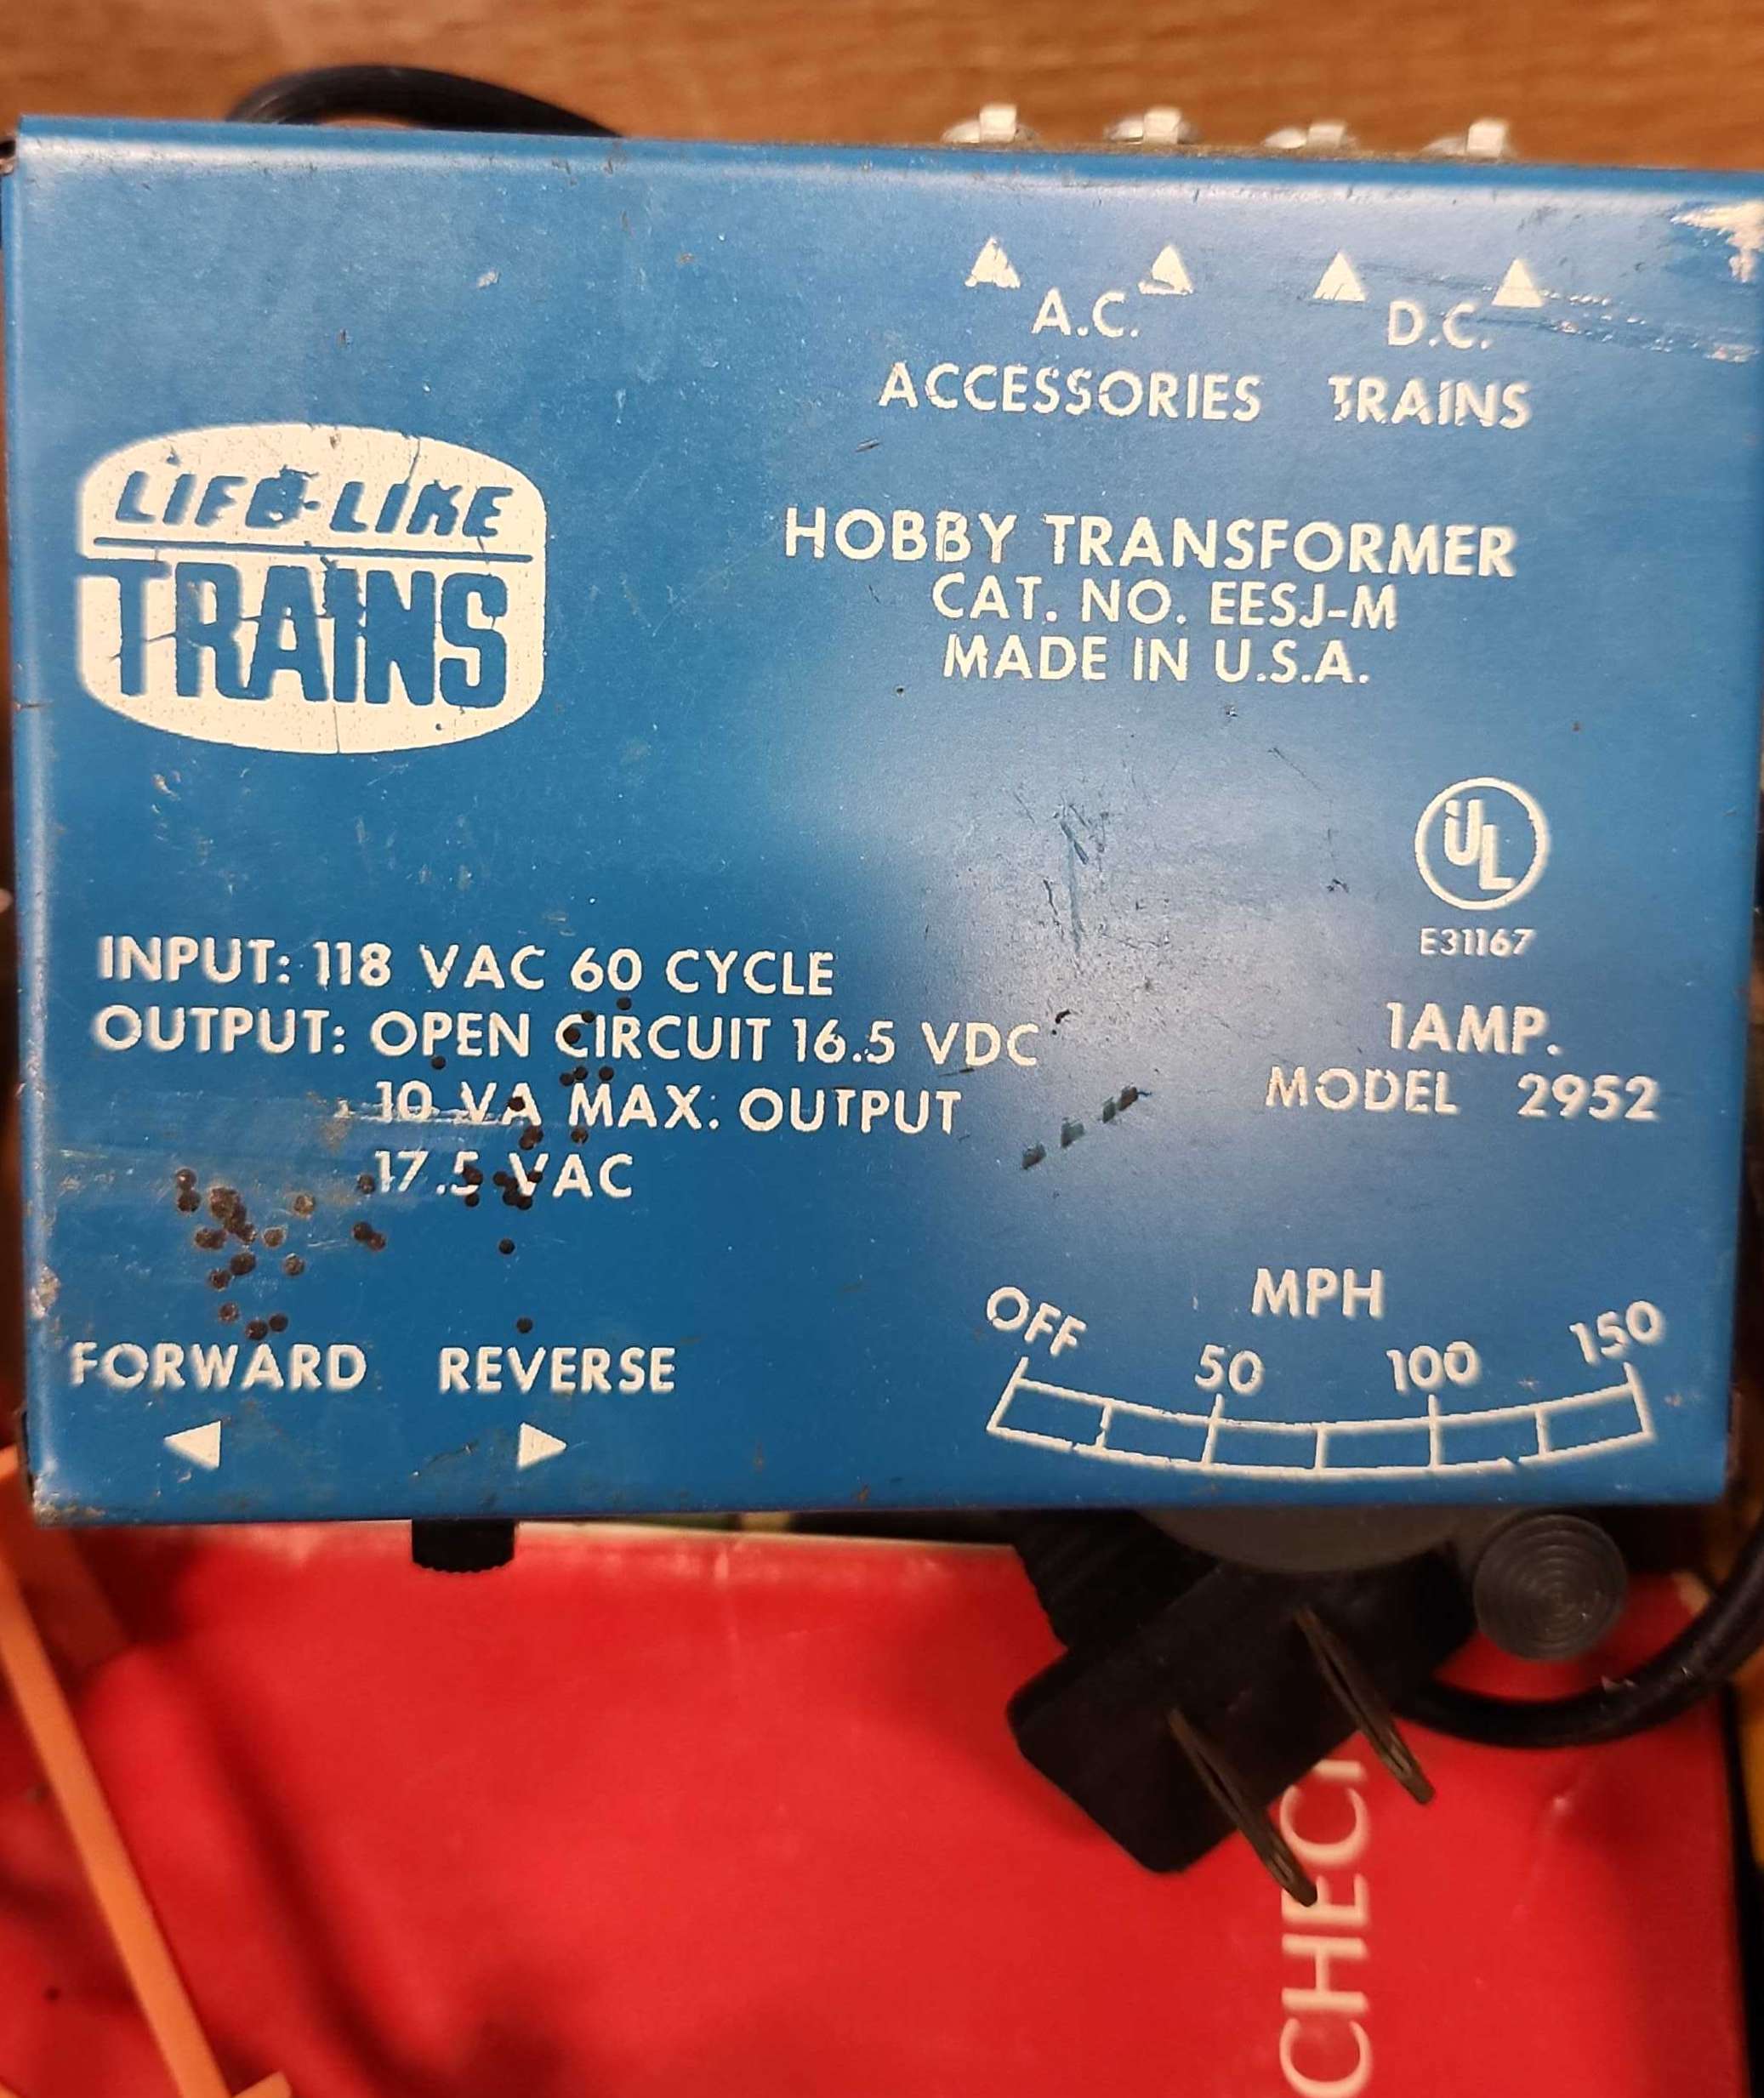 A.C. D.C.
ACCESSORIES TRAINS
LIFE-LIKE
TRAINS
HOBBY TRANSFORMER
CAT. NO. EESJ-M
MADE IN U.S.A.
UL
E31167
INPUT: 118 VAC 60 CYCLE
OUTPUT: OPEN CIRCUIT 16.5 VDC
10 VA MAX. OUTPUT
17.5 VAC
1AMP.
MODEL 2952
MPH
OFF 50 100 150
FORWARD REVERSE